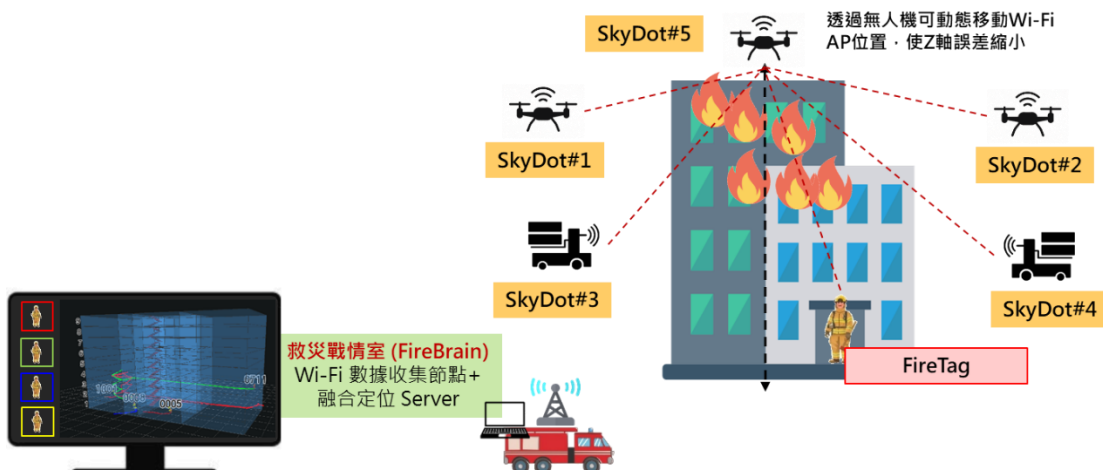 SkyDot#5
透過無人機可動態移動Wi-Fi
AP位置，使Z軸誤差縮小
SkyDot#1
SkyDot#2
SkyDot#3
SkyDot#4
FireTag
救災戰情室 (FireBrain)
Wi-Fi 數據收集節點+
融合定位 Server
0005
6711